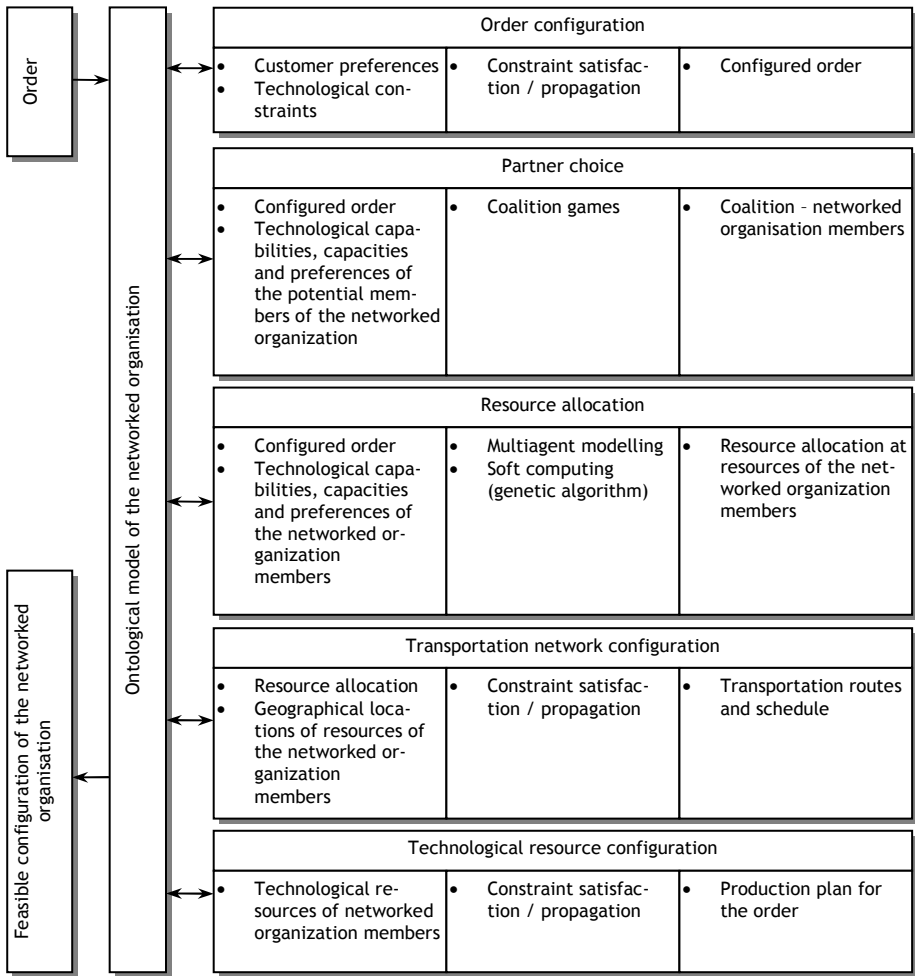 Order
Ontological model of the networked organisation
Feasible configuration of the networked
organisation
Order configuration
• Customer preferences
• Technological con-
straints
• Constraint satisfac-
tion / propagation
• Configured order
Partner choice
• Configured order
• Technological capa-
bilities, capacities
and preferences of
the potential mem-
bers of the networked
organization
• Coalition games
• Coalition – networked
organisation members
Resource allocation
• Configured order
• Technological capa-
bilities, capacities
and preferences of
the networked or-
ganization
members
• Multiagent modelling
• Soft computing
(genetic algorithm)
• Resource allocation at
resources of the net-
worked organization
members
Transportation network configuration
• Resource allocation
• Geographical loca-
tions of resources of
the networked or-
ganization
members
• Constraint satisfac-
tion / propagation
• Transportation routes
and schedule
Technological resource configuration
• Technological re-
sources of networked
organization members
• Constraint satisfac-
tion / propagation
• Production plan for
the order